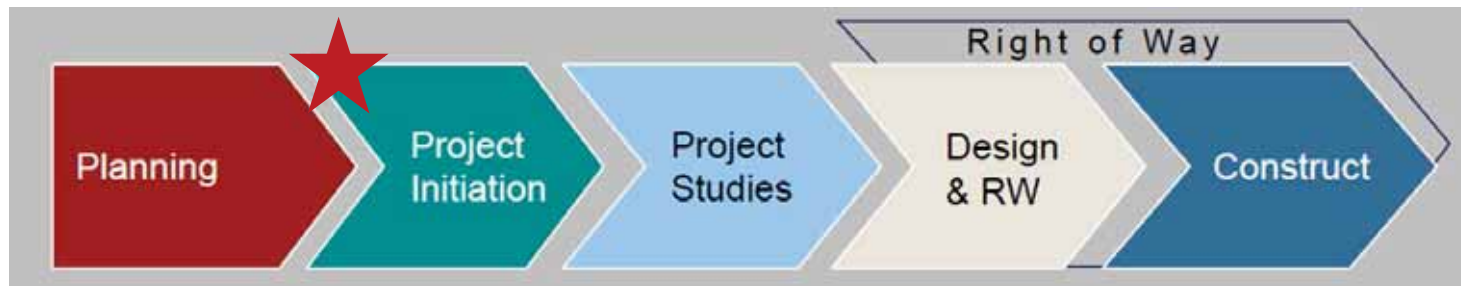 Right of Way
Planning
Project
Initiation
Project
Studies
Design
& RW
Construct